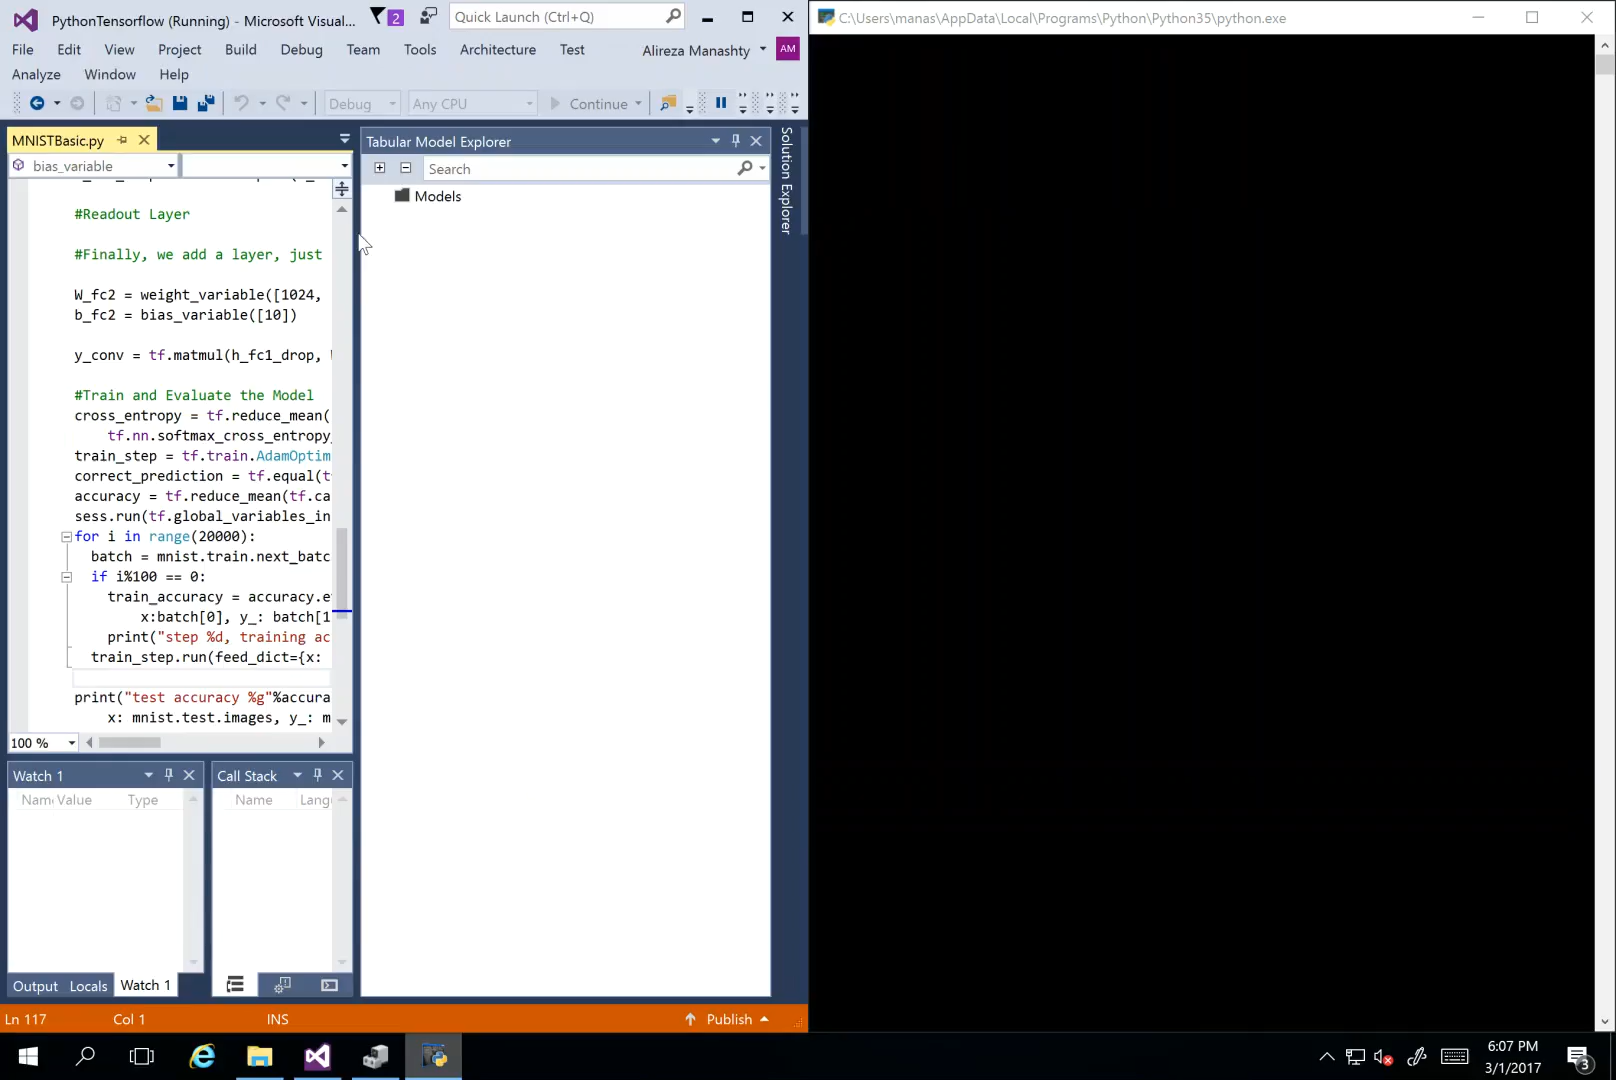 PythonTensorflow (Running) - Microsoft Visual...
2
Quick Launch (Ctrl+Q)
C:\Users\manas\AppData\Local\Programs\Python\Python35\python.exe
File Edit View Project Build Debug Team Tools Architecture Test Alireza Manashty AM
Analyze Window Help
Debug Any CPU Continue
MNISTBasic.py
Tabular Model Explorer
Solution Explorer
bias_variable
Search
Models
#Readout Layer
#Finally, we add a layer, just
W_fc2 = weight_variable([1024,
b_fc2 = bias_variable([10])
y_conv = tf.matmul(h_fc1_drop,
#Train and Evaluate the Model
cross_entropy = tf.reduce_mean(
tf.nn.softmax_cross_entropy_
train_step = tf.train.AdamOptim
correct_prediction = tf.equal(t
accuracy = tf.reduce_mean(tf.ca
sess.run(tf.global_variables_in
for i in range(20000):
batch = mnist.train.next_batc
if i%100 == 0:
train_accuracy = accuracy.e
x:batch[0], y_: batch[1
print("step %d, training ac
train_step.run(feed_dict={x:
print("test accuracy %g"%accura
x: mnist.test.images, y_: m
100 %
Watch 1
Call Stack
Name Value Type
Name Lang
Output Locals Watch 1
Ln 117 Col 1 INS Publish
6:07 PM
3/1/2017
3